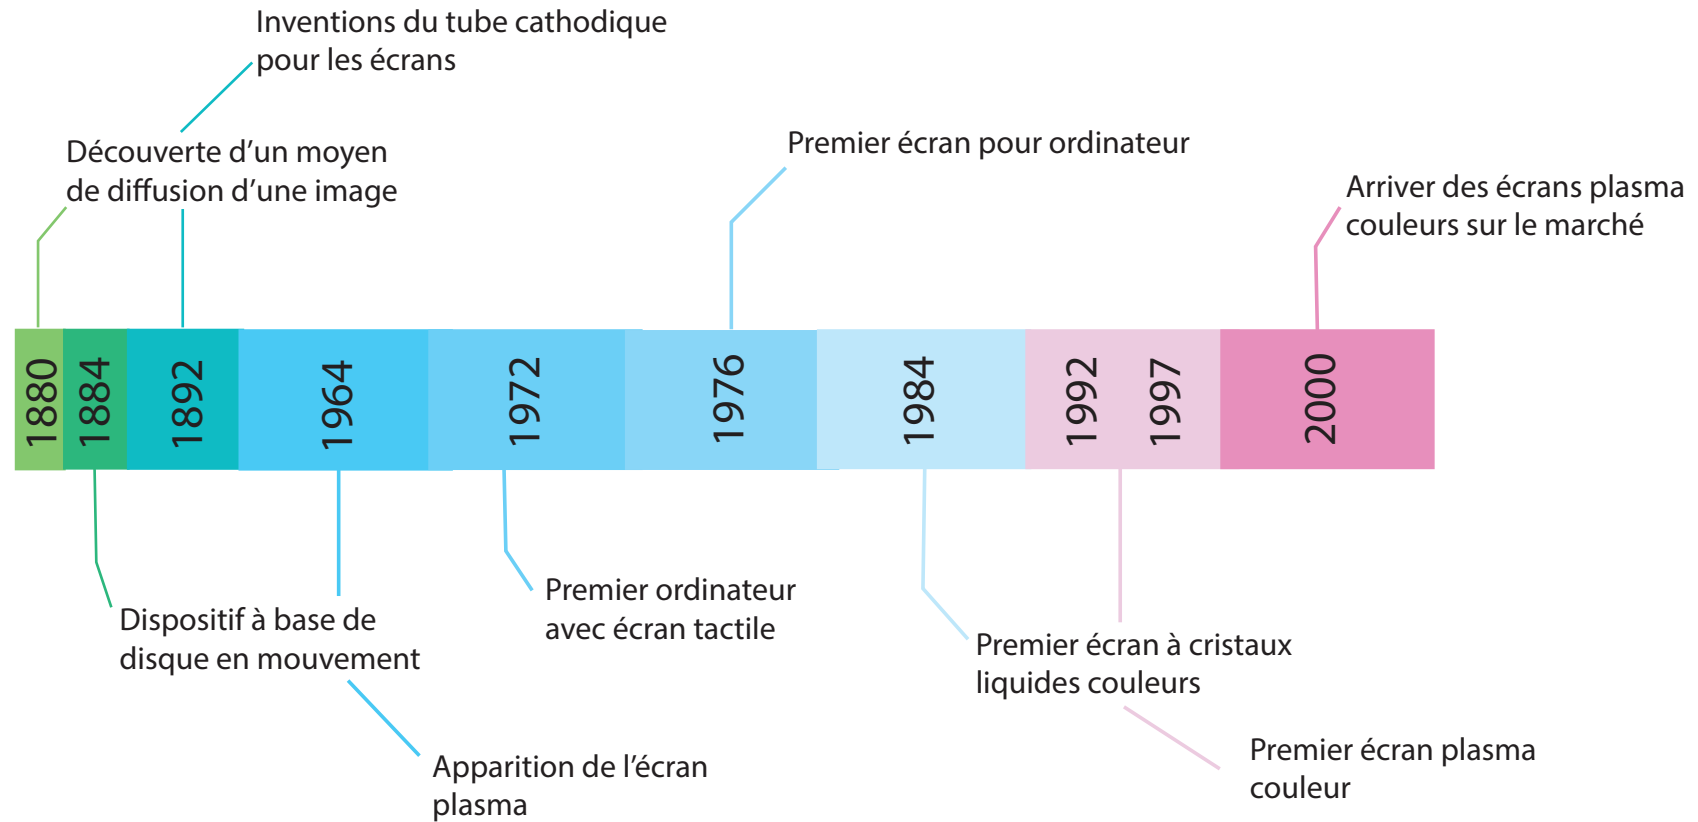 Inventions du tube cathodique
pour les écrans
Découverte d’un moyen
de diffusion d’une image
Premier écran pour ordinateur
Arriver des écrans plasma
couleurs sur le marché
1880
1884
1892
1964
1972
1976
1984
1992
1997
2000
Dispositif à base de
disque en mouvement
Premier ordinateur
avec écran tactile
Premier écran à cristaux
liquides couleurs
Apparition de l’écran
plasma
Premier écran plasma
couleur